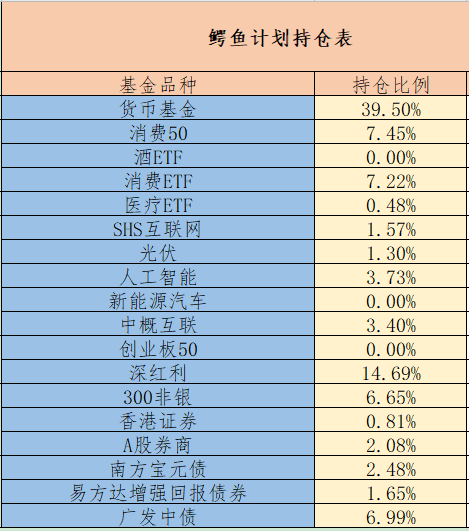 鳄鱼计划持仓表
基金品种 持仓比例
货币基金 39.50%
消费50 7.45%
酒ETF 0.00%
消费ETF 7.22%
医疗ETF 0.48%
SHS互联网 1.57%
光伏 1.30%
人工智能 3.73%
新能源汽车 0.00%
中概互联 3.40%
创业板50 0.00%
深红利 14.69%
300非银 6.65%
香港证券 0.81%
A股券商 2.08%
南方宝元债 2.48%
易方达增强回报债券 1.65%
广发中债 6.99%